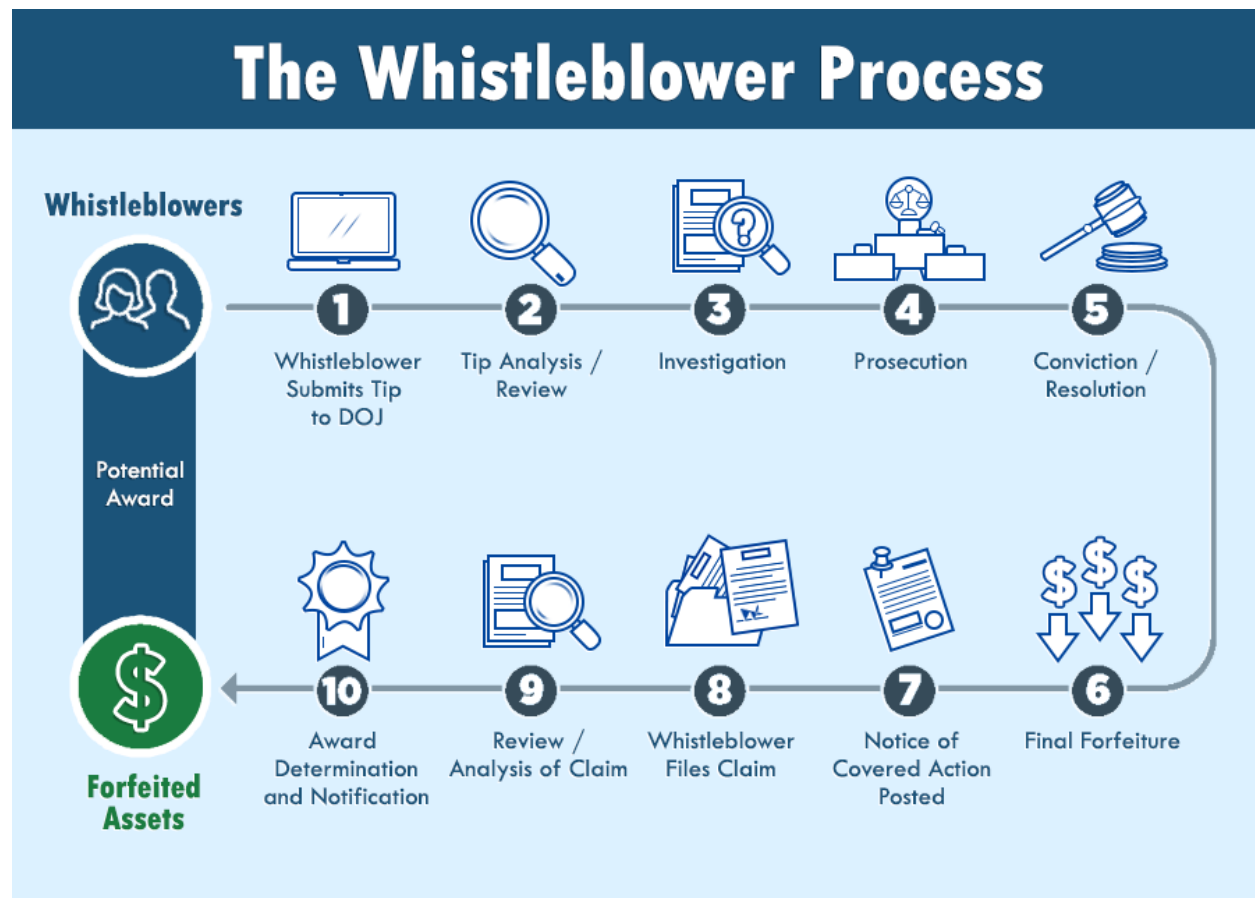 The Whistleblower Process
Whistleblowers
1
Whistleblower
Submits Tip
to DOJ
2
Tip Analysis /
Review
3
Investigation
4
Prosecution
5
Conviction /
Resolution
Potential
Award
?
$
$
$
$
10
Award
Determination
and Notification
9
Review /
Analysis of Claim
8
Whistleblower
Files Claim
7
Notice of
Covered Action
Posted
6
Final Forfeiture
Forfeited
Assets